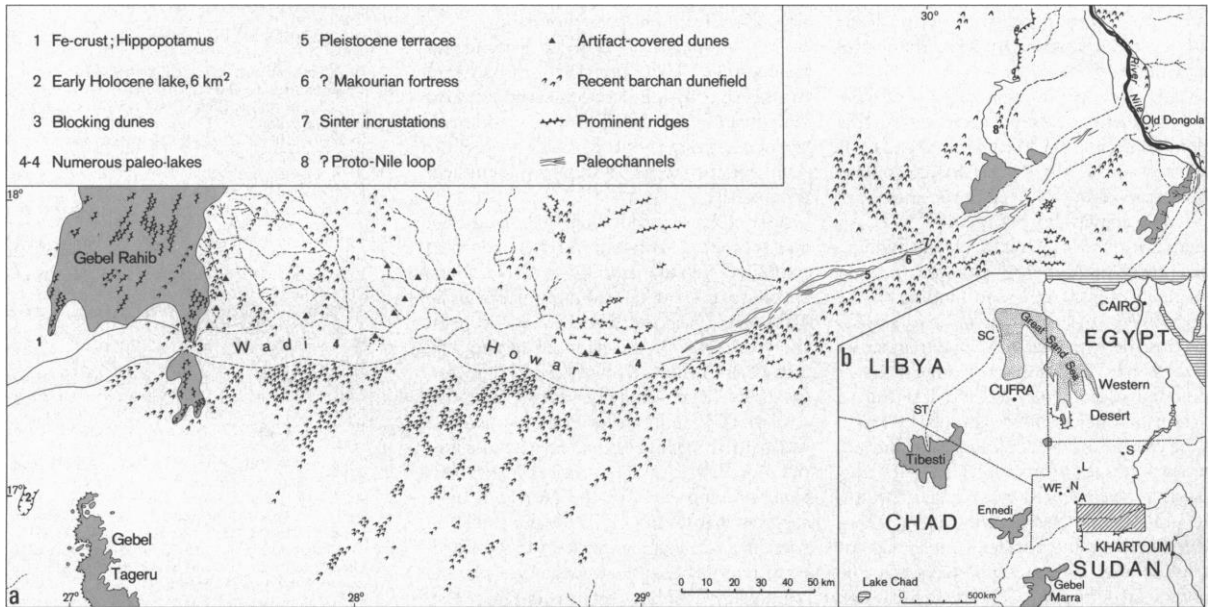 1 Fe-crust; Hippopotamus
2 Early Holocene lake, 6 km²
3 Blocking dunes
4-4 Numerous paleo-lakes
5 Pleistocene terraces
6 ? Makourian fortress
7 Sinter incrustations
8 ? Proto-Nile loop
Artifact-covered dunes
Recent barchan dunefield
Prominent ridges
Paleochannels
30°
River Nile
Old Dongola
8
18°
Gebel Rahib
7
6
5
1
2
3
Wadi
4
Howar
4
17°
Gebel
Tageru
27°
28°
29°
0 10 20 30 40 50 km
a
b
CAIRO
EGYPT
Great Sand Sea
SC
LIBYA
CUFRA
Western
Desert
ST
Tibesti
S
L
WF
N
A
Ennedi
CHAD
KHARTOUM
SUDAN
Gebel
Marra
Lake Chad
0 500km